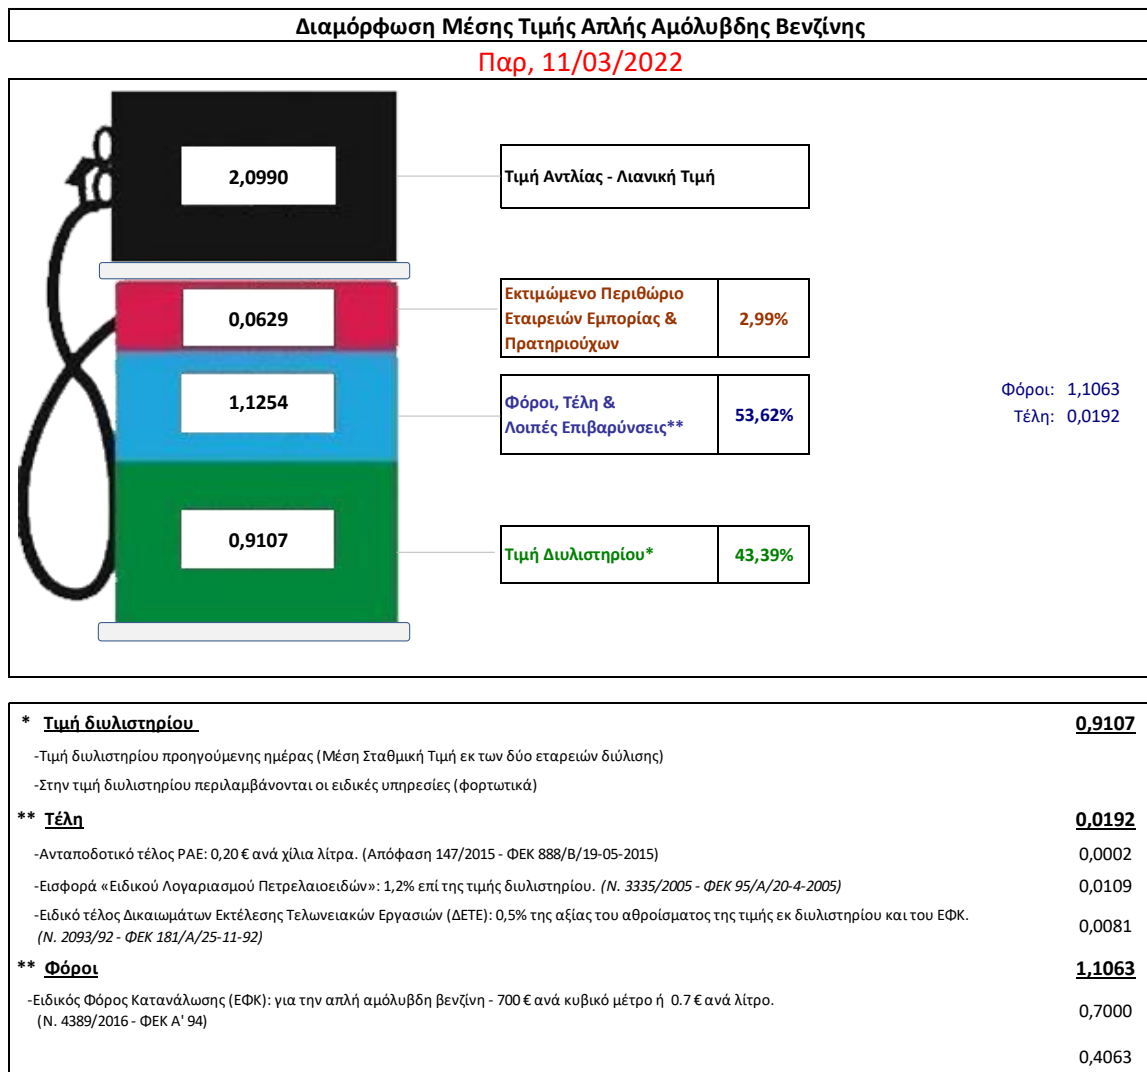 Διαμόρφωση Μέσης Τιμής Απλής Αμόλυβδης Βενζίνης
Παρ, 11/03/2022
2,0990
Τιμή Αντλίας - Λιανική Τιμή
0,0629
Εκτιμώμενο Περιθώριο
Εταιρειών Εμπορίας &
Πρατηριούχων
2,99%
1,1254
Φόροι, Τέλη &
Λοιπές Επιβαρύνσεις**
53,62%
Φόροι: 1,1063
Τέλη: 0,0192
0,9107
Τιμή Διυλιστηρίου*
43,39%
* Τιμή διυλιστηρίου 0,9107
-Τιμή διυλιστηρίου προηγούμενης ημέρας (Μέση Σταθμική Τιμή εκ των δύο εταρειών διύλισης)
-Στην τιμή διυλιστηρίου περιλαμβάνονται οι ειδικές υπηρεσίες (φορτωτικά)
** Τέλη 0,0192
-Ανταποδοτικό τέλος ΡΑΕ: 0,20 € ανά χίλια λίτρα. (Απόφαση 147/2015 - ΦΕΚ 888/Β/19-05-2015) 0,0002
-Εισφορά «Ειδικού Λογαριασμού Πετρελαιοειδών»: 1,2% επί της τιμής διυλιστηρίου. (Ν. 3335/2005 - ΦΕΚ 95/Α/20-4-2005) 0,0109
-Ειδικό τέλος Δικαιωμάτων Εκτέλεσης Τελωνειακών Εργασιών (ΔΕΤΕ): 0,5% της αξίας του αθροίσματος της τιμής εκ διυλιστηρίου και του ΕΦΚ. 0,0081
(Ν. 2093/92 - ΦΕΚ 181/Α/25-11-92)
** Φόροι 1,1063
-Ειδικός Φόρος Κατανάλωσης (ΕΦΚ): για την απλή αμόλυβδη βενζίνη - 700 € ανά κυβικό μέτρο ή 0.7 € ανά λίτρο. 0,7000
(Ν. 4389/2016 - ΦΕΚ Α' 94)
0,4063